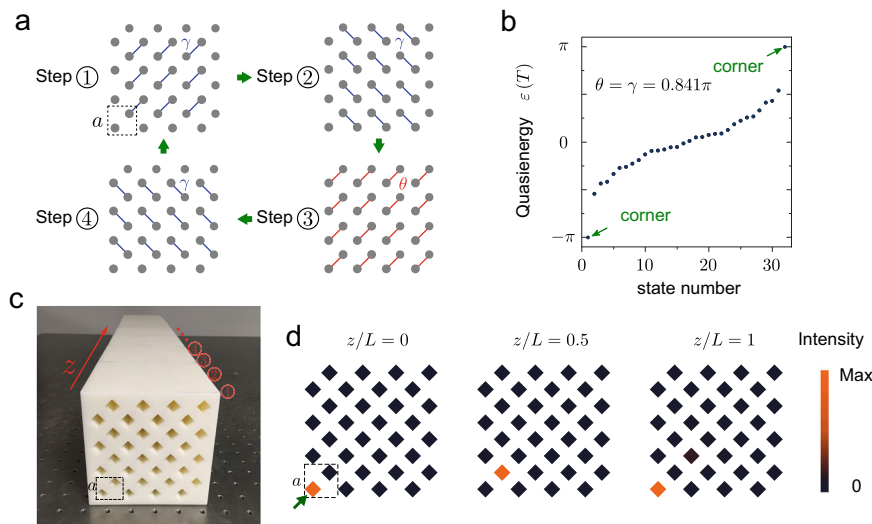 a
γ
γ
Step ①
Step ②
a
γ
θ
Step ④
Step ③
b
π
corner
Quasienergy ε(T)
θ = γ = 0.841π
0
corner
−π
0 10 20 30
state number
c
z
a
d
z/L = 0
z/L = 0.5
z/L = 1
Intensity
Max
a
0